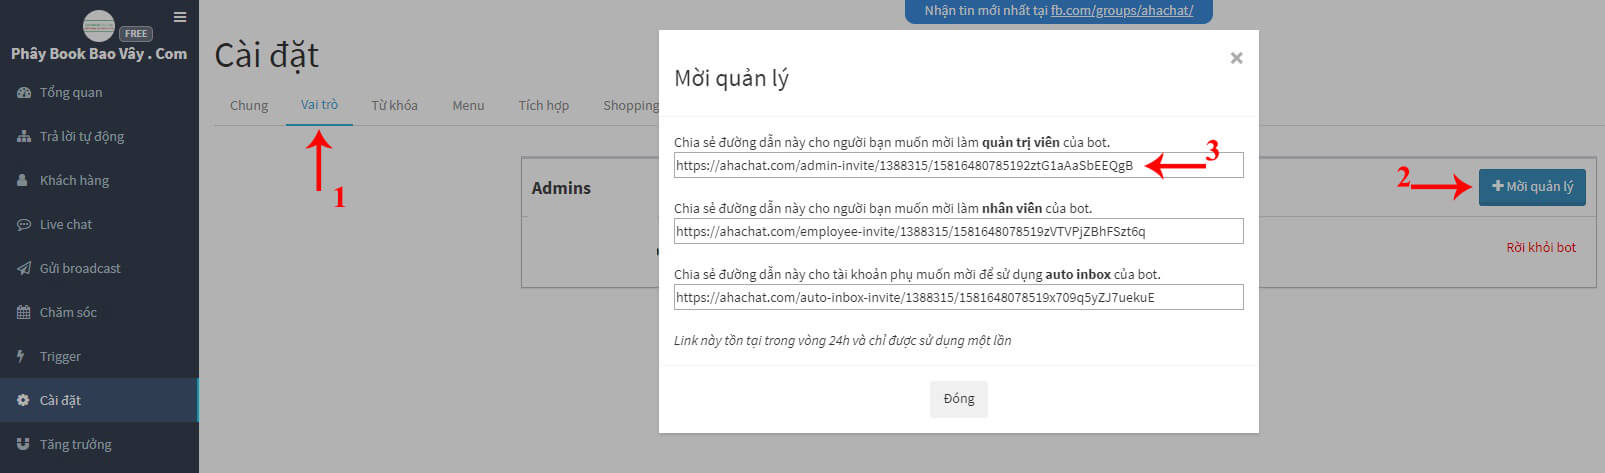 Nhận tin mới nhất tại fb.com/groups/ahachat/
FREE
Phây Book Bao Vây . Com
Tổng quan
Trả lời tự động
Khách hàng
Live chat
Gửi broadcast
Chăm sóc
Trigger
Cài đặt
Tăng trưởng
Cài đặt
Chung
Vai trò
Từ khóa
Menu
Tích hợp
Shopping
1
Admins
2
Mời quản lý
Rời khỏi bot
Mời quản lý
×
Chia sẻ đường dẫn này cho người bạn muốn mời làm quản trị viên của bot.
https://ahachat.com/admin-invite/1388315/15816480785192ztG1aAaSbEEQgB
3
Chia sẻ đường dẫn này cho người bạn muốn mời làm nhân viên của bot.
https://ahachat.com/employee-invite/1388315/1581648078519zVTVPjZBhFSzt6q
Chia sẻ đường dẫn này cho tài khoản phụ muốn mời để sử dụng auto inbox của bot.
https://ahachat.com/auto-inbox-invite/1388315/1581648078519x709q5yZJ7uekuE
Link này tồn tại trong vòng 24h và chỉ được sử dụng một lần
Đóng